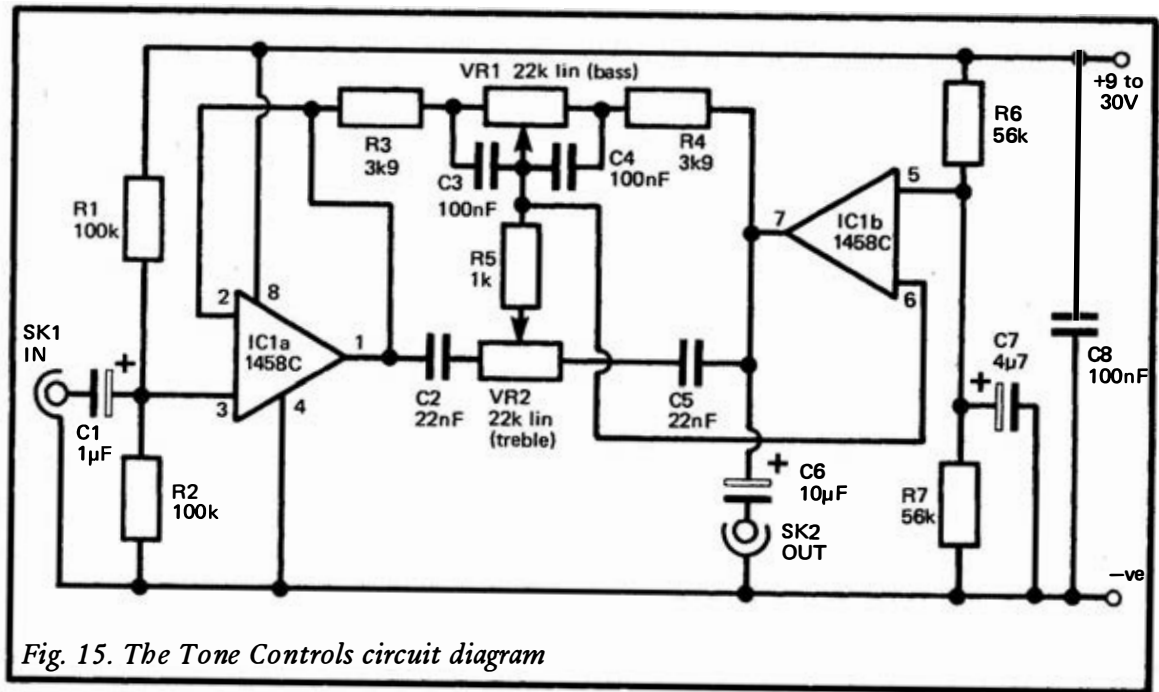 VR1 22k lin (bass)
+9 to
30V
R3
3k9
R4
3k9
R6
56k
C3
100nF
C4
100nF
R1
100k
R5
1k
5
7
IC1b
1458C
6
2
8
SK1
IN
IC1a
1458C
1
3
4
+
C1
1μF
C2
22nF
VR2
22k lin
(treble)
C5
22nF
C7
4μ7
+
C8
100nF
R2
100k
+
C6
10μF
R7
56k
SK2
OUT
−ve
Fig. 15. The Tone Controls circuit diagram